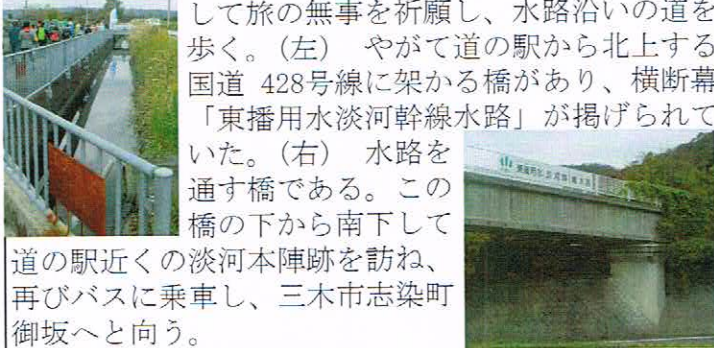 して旅の無事を祈願し、水路沿いの道を
歩く。(左) やがて道の駅から北上する
国道 428号線に架かる橋があり、横断幕
「東播用水淡河幹線水路」が掲げられて
いた。(右) 水路を
通す橋である。この
橋の下から南下して
道の駅近くの淡河本陣跡を訪ね、
再びバスに乗車し、三木市志染町
御坂へと向う。